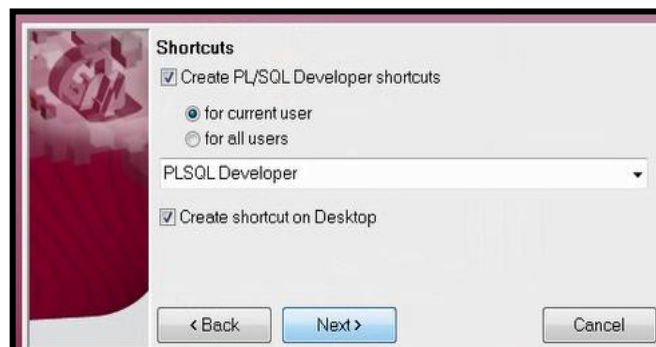 Shortcuts
Create PL/SQL Developer shortcuts
for current user
for all users
PLSQL Developer
Create shortcut on Desktop
< Back Next > Cancel